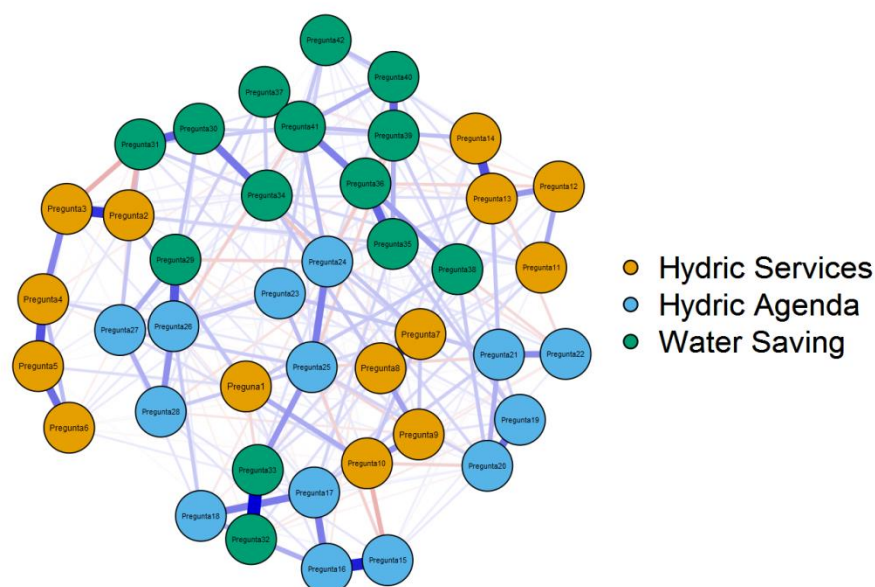 Pregunta42
Pregunta40
Pregunta37
Pregunta41
Pregunta30
Pregunta39
Pregunta14
Pregunta31
Pregunta36
Pregunta12
Pregunta34
Pregunta13
Pregunta3
Pregunta2
Pregunta35
Pregunta29
Pregunta24
Pregunta38
Pregunta11
Hydric Services
Pregunta4
Pregunta23
Hydric Agenda
Pregunta27
Pregunta26
Pregunta7
Water Saving
Pregunta21
Pregunta22
Pregunta5
Pregunta25
Pregunta8
Preguna1
Pregunta28
Pregunta19
Pregunta6
Pregunta9
Pregunta10
Pregunta20
Pregunta33
Pregunta17
Pregunta18
Pregunta32
Pregunta16
Pregunta15